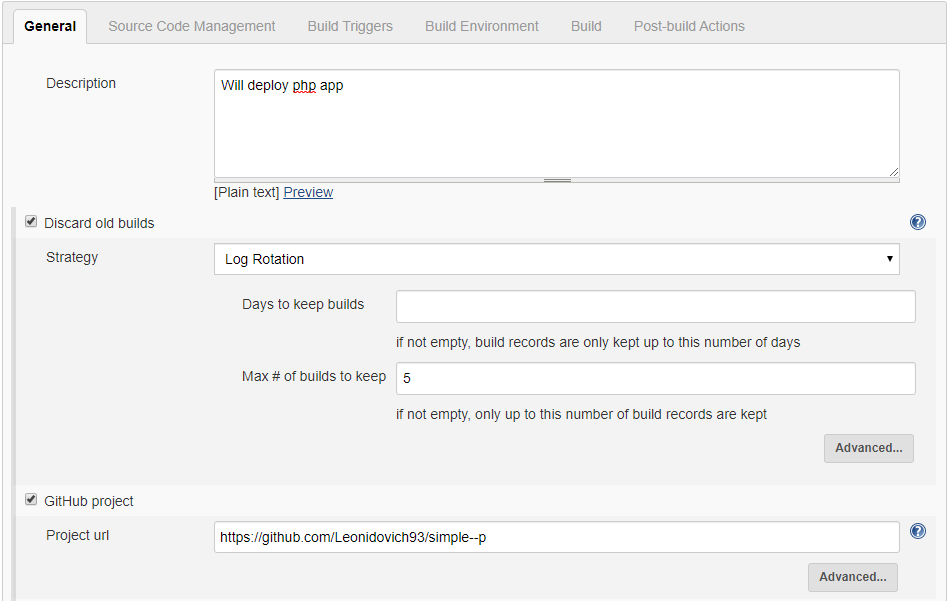 General Source Code Management Build Triggers Build Environment Build Post-build Actions
Description
Will deploy php app
[Plain text] Preview
Discard old builds
Strategy
Log Rotation
Days to keep builds
if not empty, build records are only kept up to this number of days
Max # of builds to keep
5
if not empty, only up to this number of build records are kept
Advanced...
GitHub project
Project url
https://github.com/Leonidovich93/simple--p
Advanced...